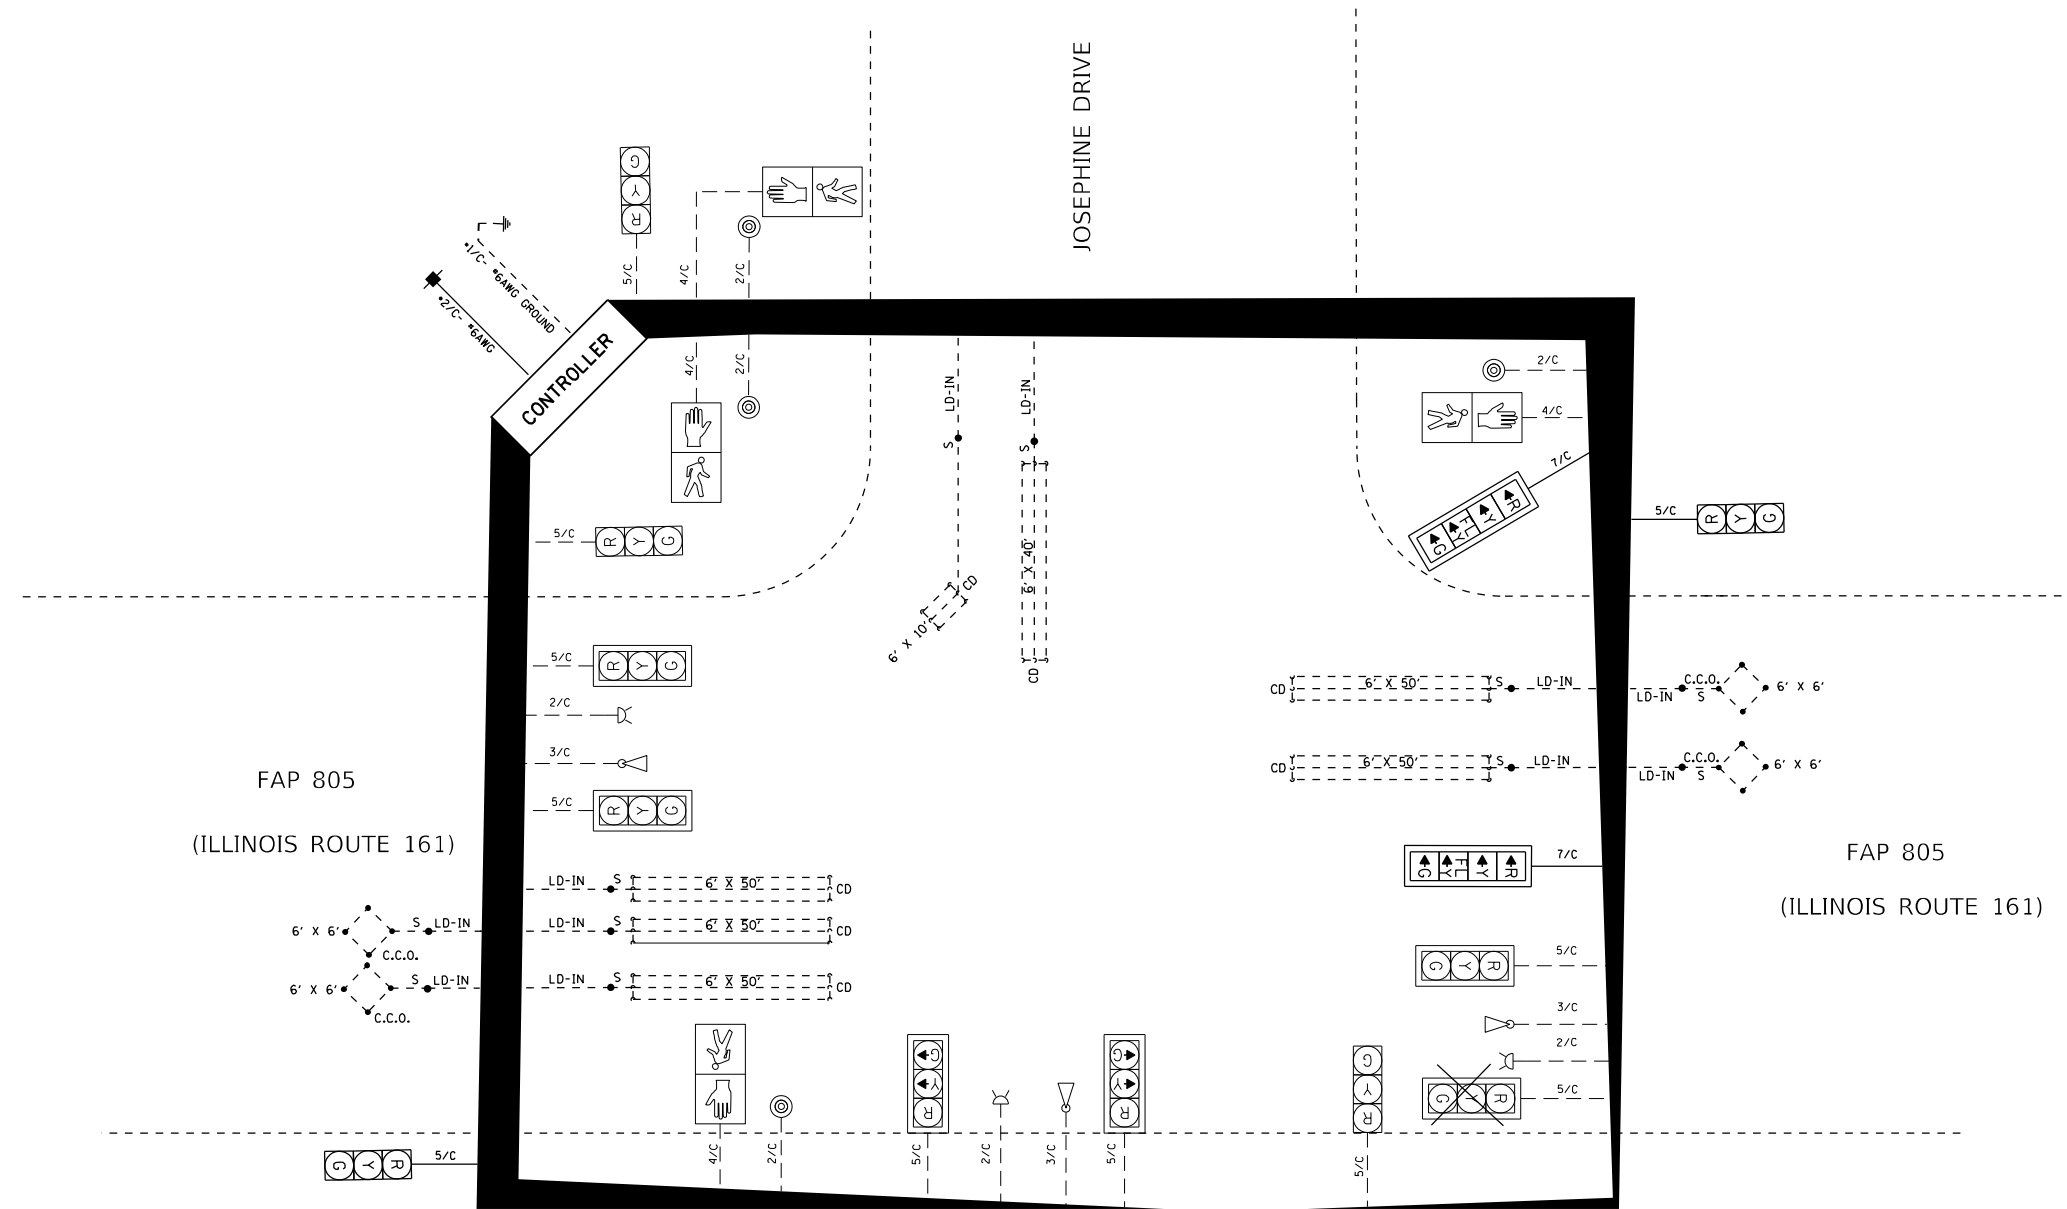 JOSEPHINE DRIVE
G
Y
R
5/C
4/C
2/C
*1/C- #6AWG GROUND
*2/C- #6AWG
CONTROLLER
4/C
2/C
LD-IN
S
LD-IN
S
6' X 40'
CD
6' X 10'
CD
2/C
4/C
7/C
R
Y
FL
Y
G
5/C
R Y G
5/C
R Y G
5/C
R Y G
2/C
3/C
5/C
R Y G
CD 6' X 50' S LD-IN
LD-IN C.C.O.
S
6' X 6'
CD 6' X 50' S LD-IN
LD-IN C.C.O.
S
6' X 6'
FAP 805
(ILLINOIS ROUTE 161)
FAP 805
(ILLINOIS ROUTE 161)
G Y FL Y R
7/C
LD-IN S 6' X 50' CD
6' X 6' S LD-IN
C.C.O.
LD-IN S 6' X 50' CD
6' X 6' S LD-IN
C.C.O.
LD-IN S 6' X 50' CD
G Y R
5/C
3/C
2/C
G Y R
5/C
G Y R
5/C
4/C
2/C
G
Y
R
5/C
2/C
3/C
G
Y
R
5/C
G
Y
R
5/C